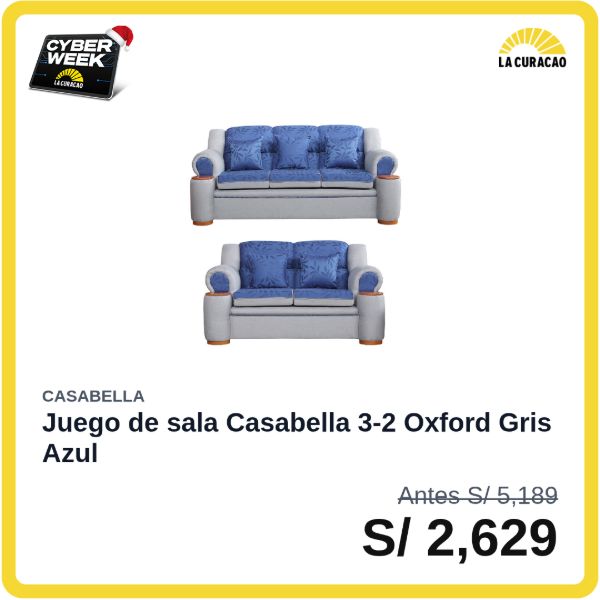 CYBER
WEEK
LA CURACAO
LA CURACAO
CASABELLA
Juego de sala Casabella 3-2 Oxford Gris
Azul
Antes S/ 5,189
S/ 2,629